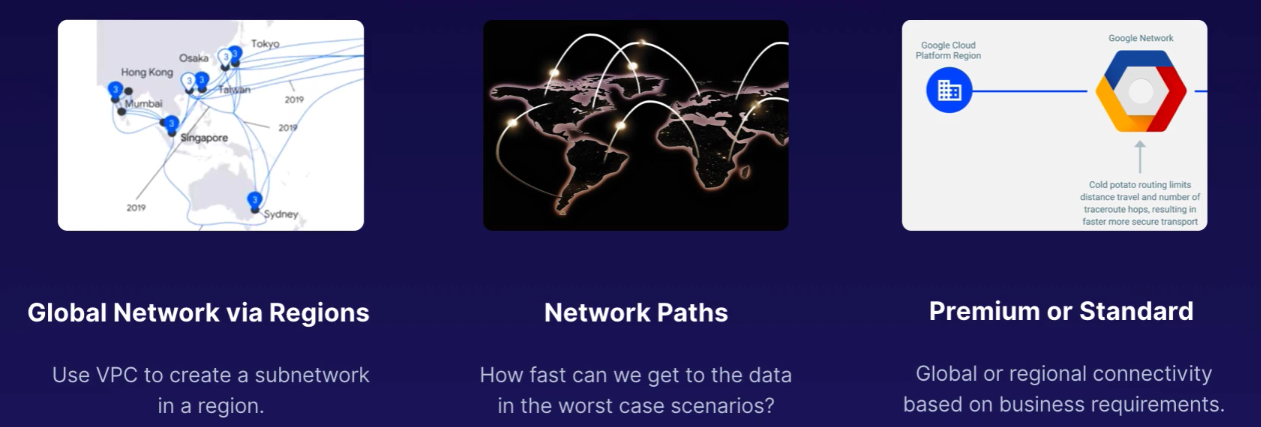 Tokyo
Osaka
Hong Kong
Taiwan
Mumbai
2019
2019
Singapore
2019
Sydney
3
3
3
3
3
3
3
Google Cloud
Platform Region
Google Network
Cold potato routing limits
distance travel and number of
traceroute hops, resulting in
faster more secure transport
Global Network via Regions
Network Paths
Premium or Standard
Use VPC to create a subnetwork
in a region.
How fast can we get to the data
in the worst case scenarios?
Global or regional connectivity
based on business requirements.